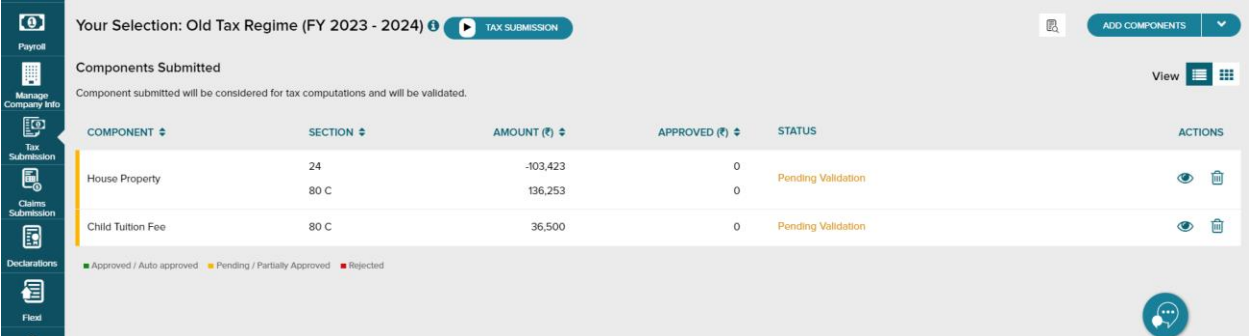 Payroll
Manage
Company Info
Tax
Submission
Claims
Submission
Declarations
Flexi
Your Selection: Old Tax Regime (FY 2023 - 2024) TAX SUBMISSION
ADD COMPONENTS
Components Submitted
Component submitted will be considered for tax computations and will be validated.
View
COMPONENT SECTION AMOUNT (₹) APPROVED (₹) STATUS ACTIONS
House Property
24 -103,423 0
80 C 136,253 0
Pending Validation
Child Tuition Fee 80 C 36,500 0 Pending Validation
Approved / Auto approved Pending / Partially Approved Rejected